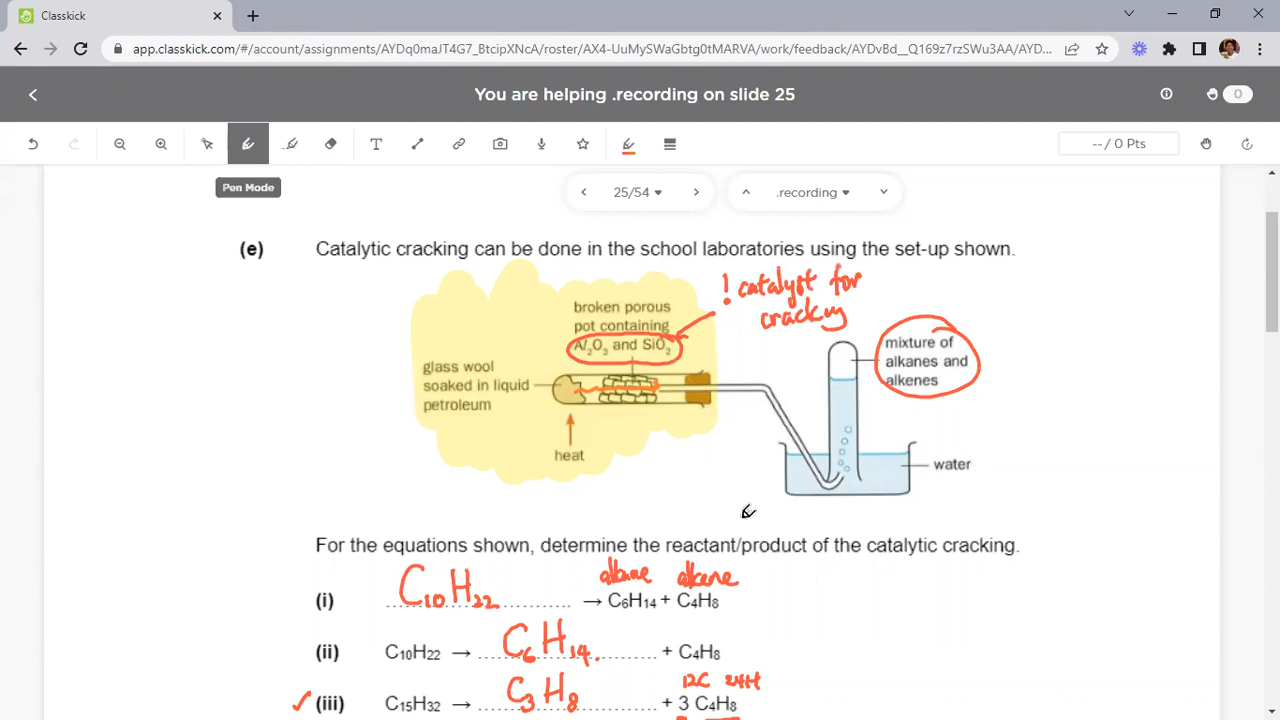 Classkick
app.classkick.com/#/account/assignments/AYDq0maJT4G7_BtcipXNcA/roster/AX4-UuMySWaGbtg0tMARVA/work/feedback/AYDvBd__Q169z7rzSWu3AA/AYD...
You are helping .recording on slide 25
0
T
-- / 0 Pts
Pen Mode
25/54
.recording
(e) Catalytic cracking can be done in the school laboratories using the set-up shown.
! catalyst for
cracking
broken porous
pot containing
Al₂O₃ and SiO₂
mixture of
alkanes and
alkenes
glass wool
soaked in liquid
petroleum
heat
water
For the equations shown, determine the reactant/product of the catalytic cracking.
alkane alkene
(i) C₁₀H₂₂ → C₆H₁₄ + C₄H₈
(ii) C₁₀H₂₂ → C₆H₁₄ + C₄H₈
12C 24H
✓ (iii) C₁₅H₃₂ → C₃H₈ + 3 C₄H₈